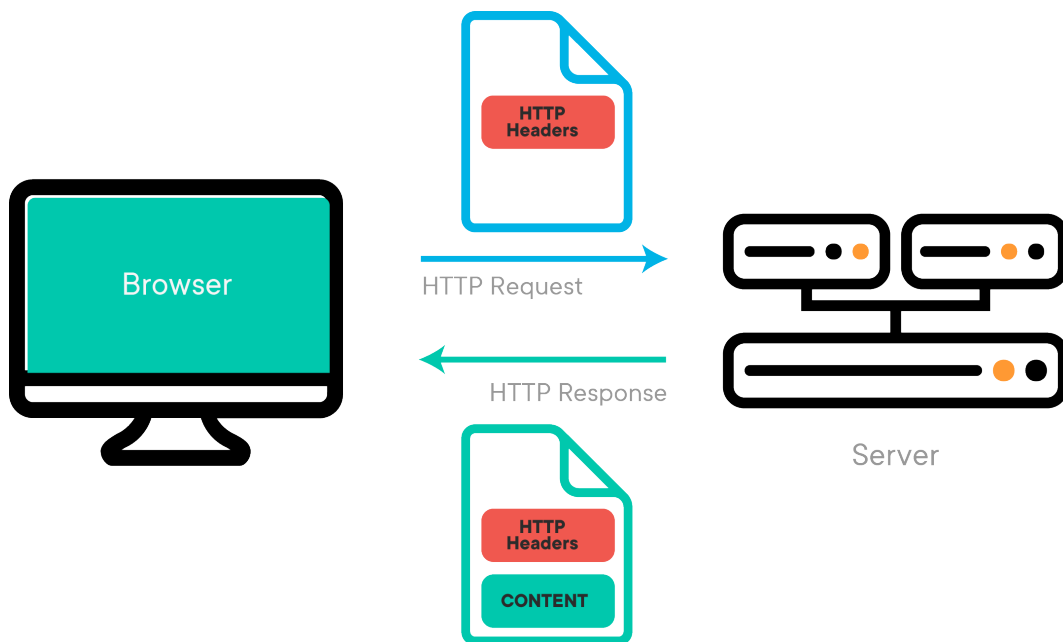 HTTP
Headers
Browser
HTTP Request
HTTP Response
Server
HTTP
Headers
CONTENT